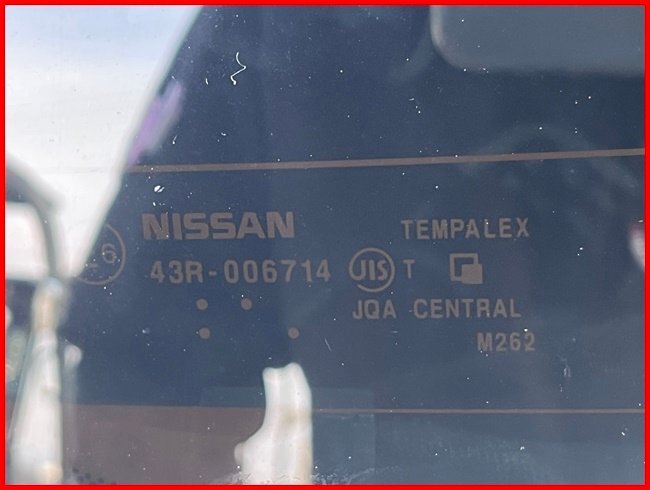 NISSAN TEMPALEX
43R-006714 JIS T
JQA CENTRAL
M262